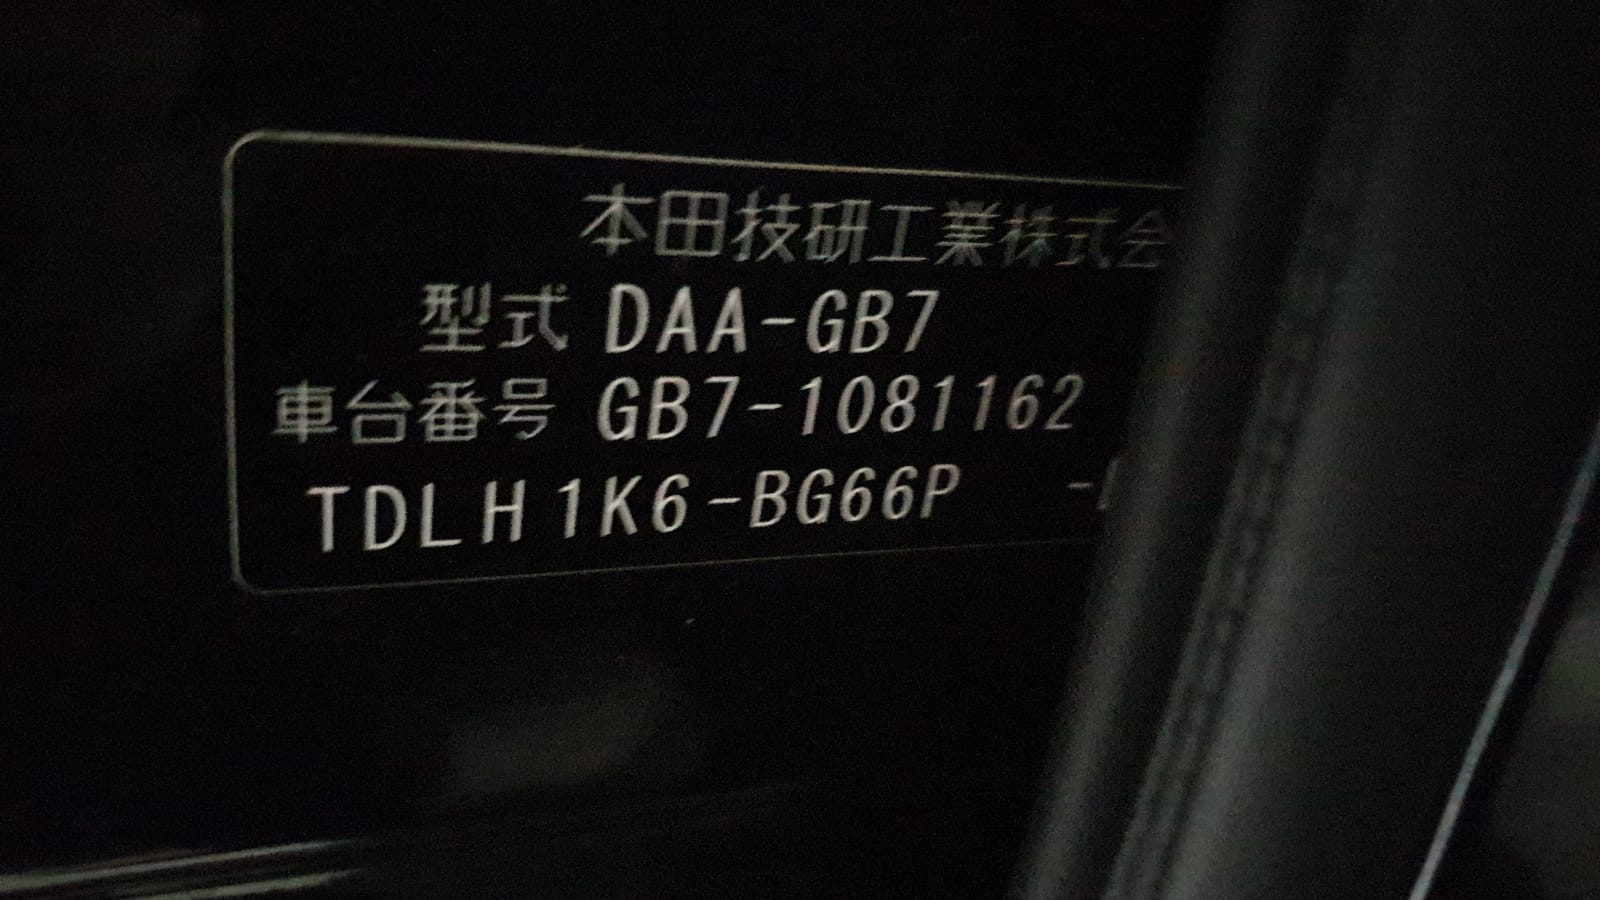 本田技研工業株式会
型式 DAA-GB7
車台番号 GB7-1081162
TDLH1K6-BG66P -